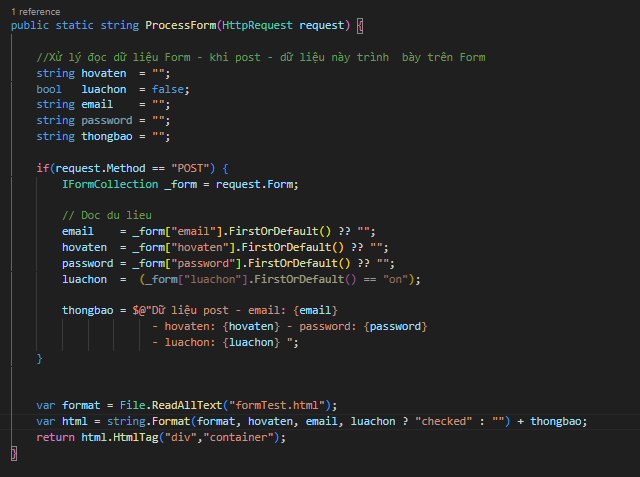 1 reference
public static string ProcessForm(HttpRequest request) {
//Xử lý đọc dữ liệu Form - khi post - dữ liệu này trình  bày trên Form
string hovaten  = "";
bool   luachon  = false;
string email    = "";
string password = "";
string thongbao = "";
if(request.Method == "POST") {
IFormCollection _form = request.Form;
// Doc du lieu
email    = _form["email"].FirstOrDefault() ?? "";
hovaten  = _form["hovaten"].FirstOrDefault() ?? "";
password = _form["password"].FirstOrDefault() ?? "";
luachon  =  (_form["luachon"].FirstOrDefault() == "on");
thongbao = $@"Dữ liệu post - email: {email}
- hovaten: {hovaten} - password: {password}
- luachon: {luachon} ";
}
var format = File.ReadAllText("formTest.html");
var html = string.Format(format, hovaten, email, luachon ? "checked" : "") + thongbao;
return html.HtmlTag("div","container");
}